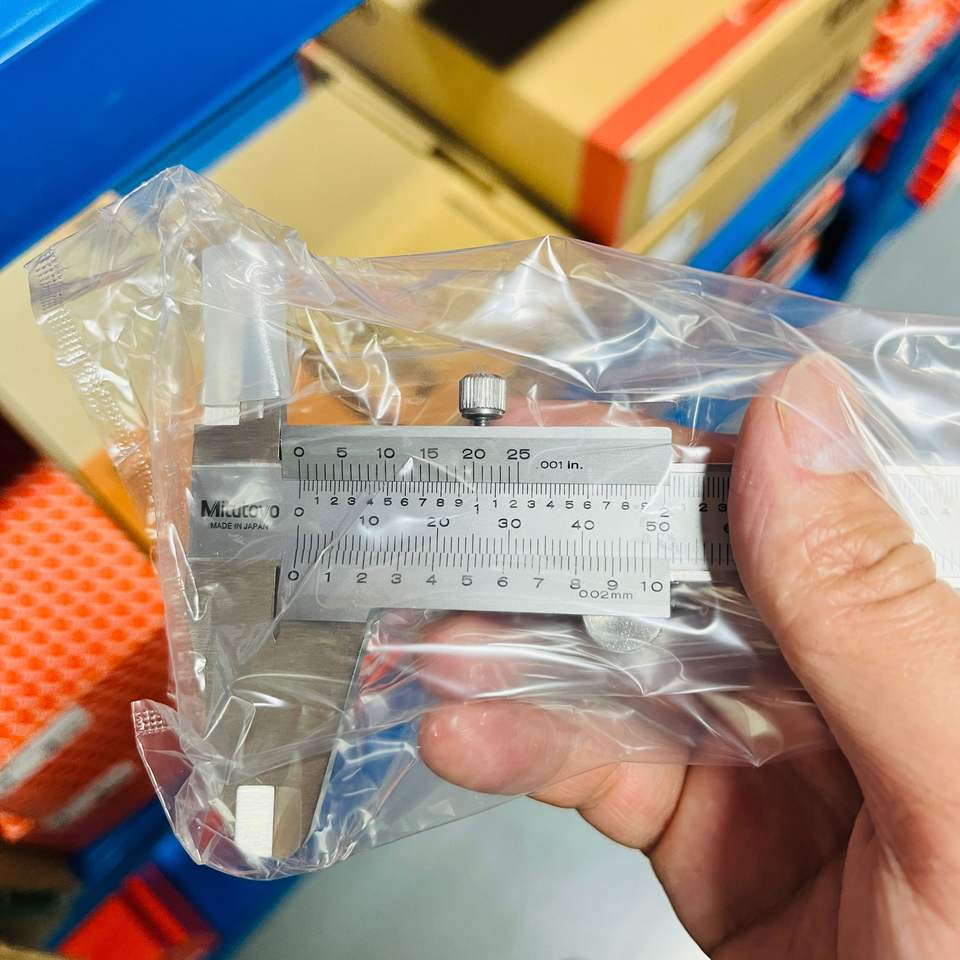 0 5 10 15 20 25 .001 in.
1 2 3 4 5 6 7 8 9 1 1 2 3 4 5 6 7 8 9 2 1 2 3
Mitutoyo
MADE IN JAPAN
0 10 20 30 40 50
0 1 2 3 4 5 6 7 8 9 10
0.02mm